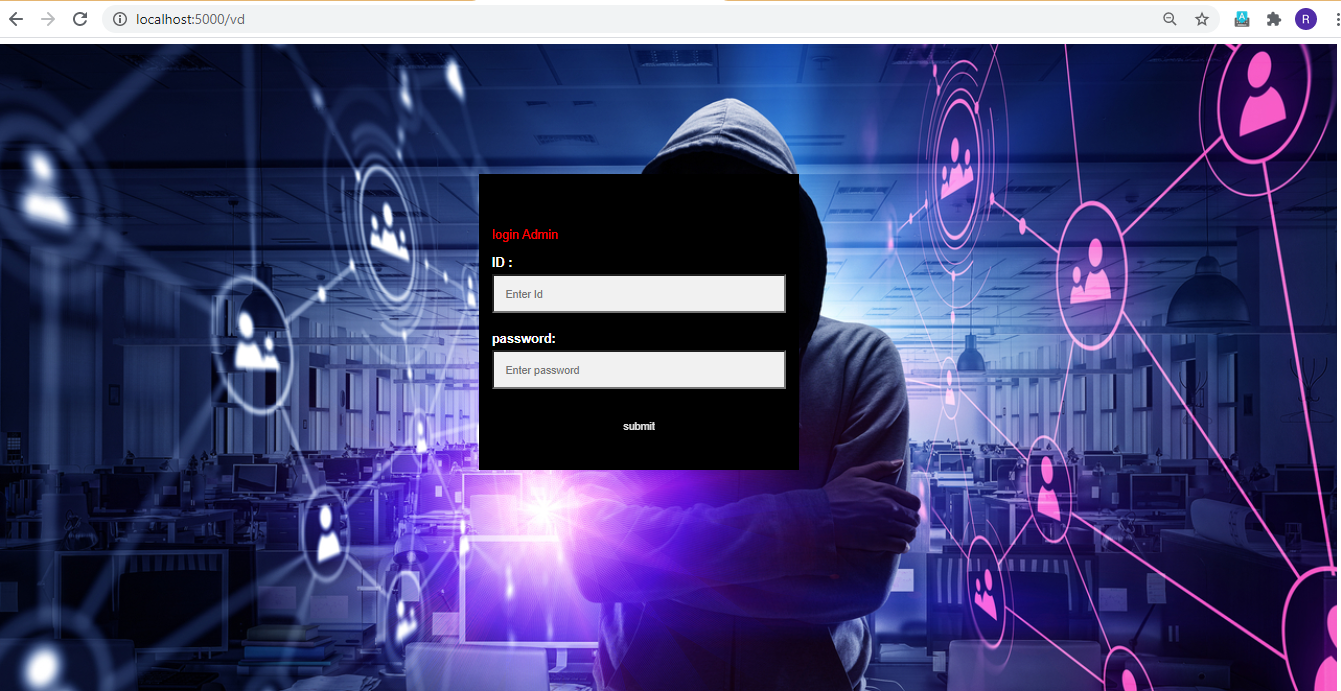 localhost:5000/vd
R
login Admin
ID :
Enter Id
password:
Enter password
submit